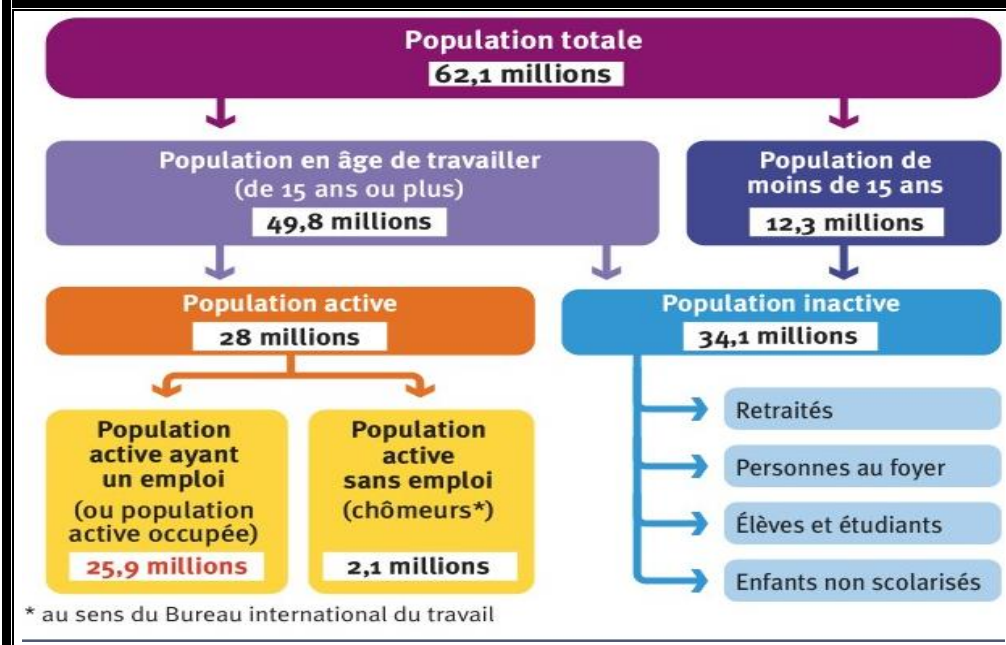 Population totale
62,1 millions
Population en âge de travailler
(de 15 ans ou plus)
49,8 millions
Population de
moins de 15 ans
12,3 millions
Population active
28 millions
Population inactive
34,1 millions
Population
active ayant
un emploi
(ou population
active occupée)
25,9 millions
Population
active
sans emploi
(chômeurs*)
2,1 millions
Retraités
Personnes au foyer
Élèves et étudiants
Enfants non scolarisés
* au sens du Bureau international du travail